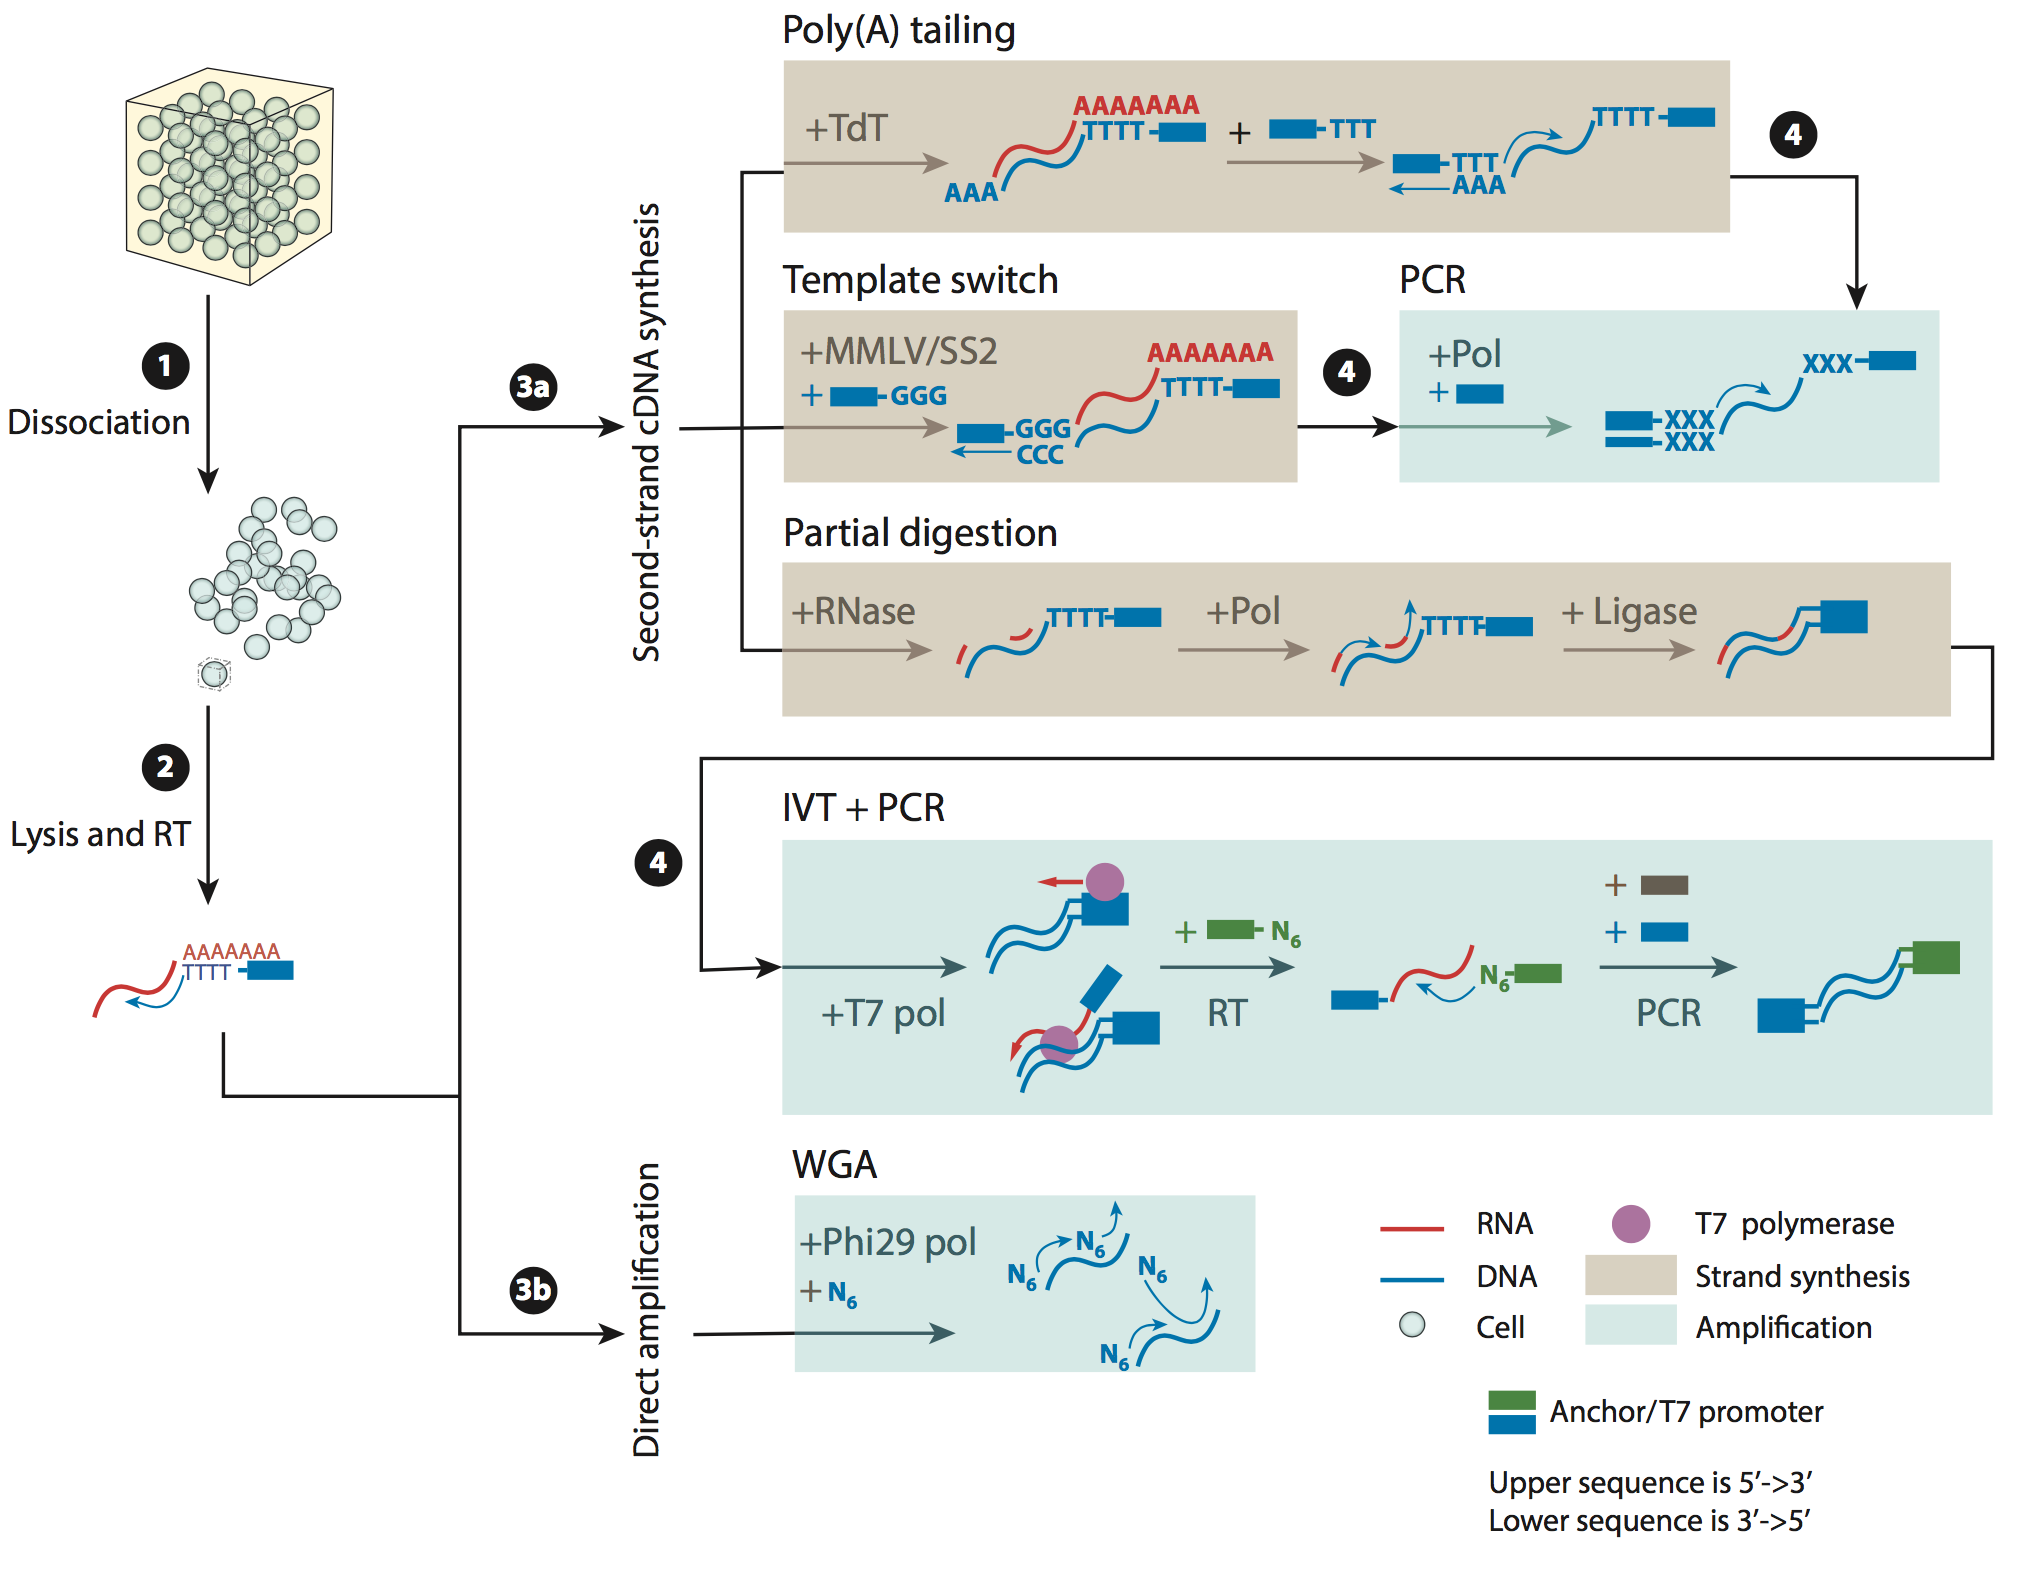 Poly(A) tailing
+TdT
AAAAAAA
TTTT
AAA
+
TTT
TTT
AAA
TTTT
4
1
Dissociation
2
Lysis and RT
AAAAAAA
TTTT
3a
Second-strand cDNA synthesis
Template switch
+MMLV/SS2
+ GGG
AAAAAAA
TTTT
GGG
CCC
4
PCR
+Pol
+
XXX
XXX
XXX
Partial digestion
+RNase
TTTT
+Pol
TTTT
+ Ligase
4
IVT + PCR
+T7 pol
+ N6
RT
N6
+
+
PCR
3b
Direct amplification
WGA
+Phi29 pol
+ N6
N6
N6
N6
N6
RNA
T7 polymerase
DNA
Strand synthesis
Cell
Amplification
Anchor/T7 promoter
Upper sequence is 5’->3’
Lower sequence is 3’->5’